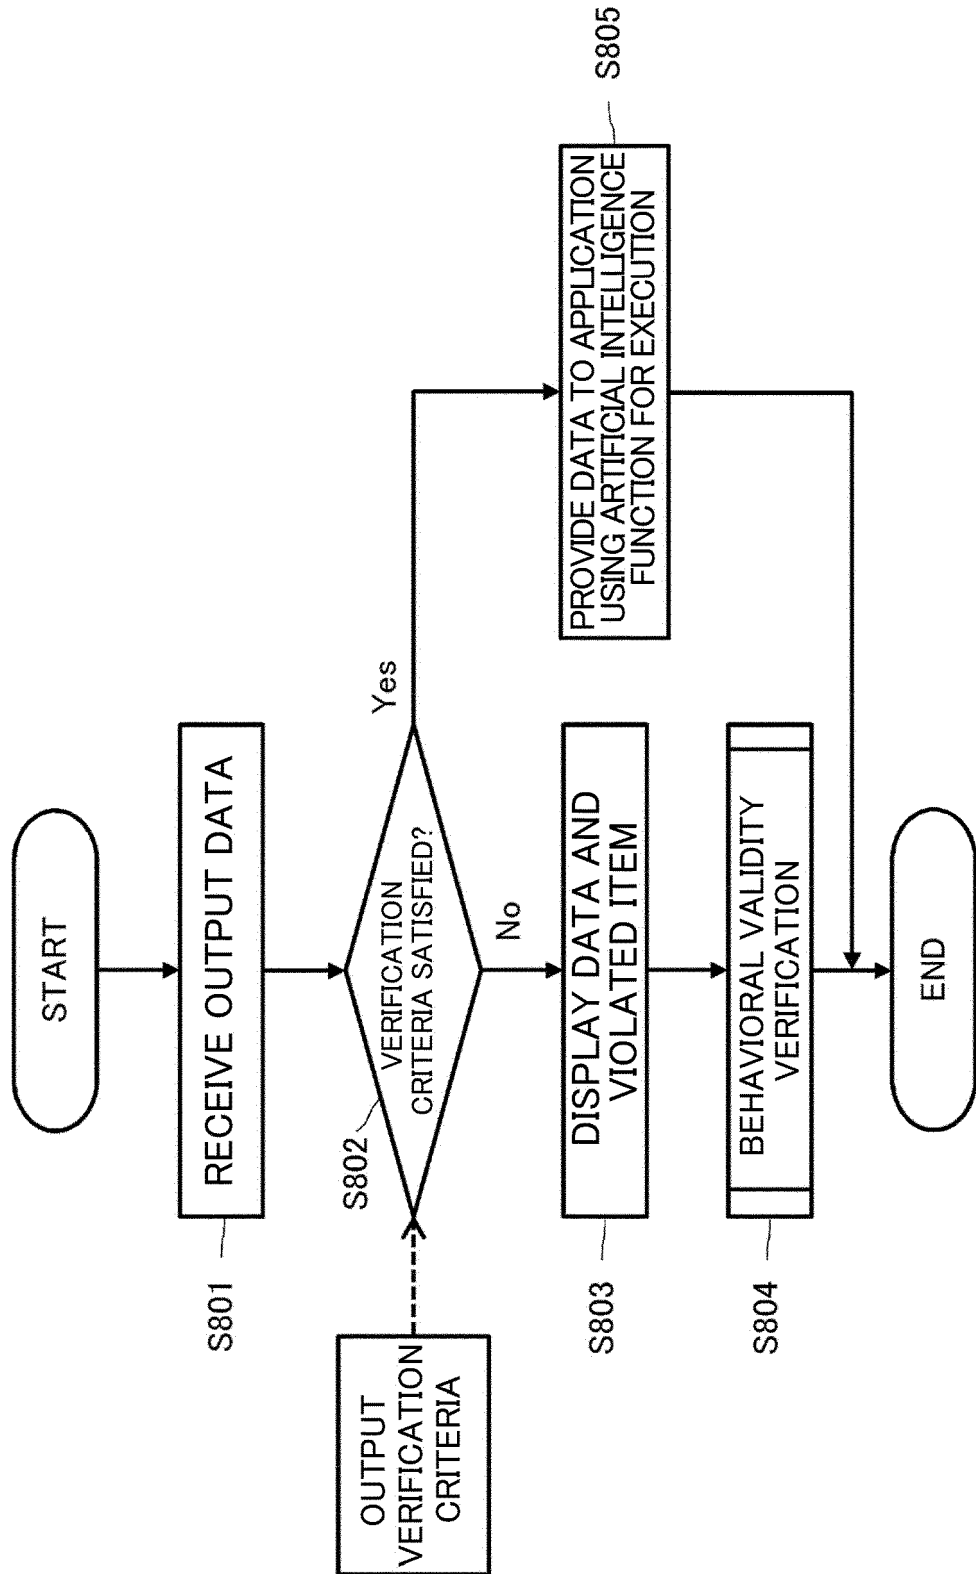 START
S801
RECEIVE OUTPUT DATA
OUTPUT
VERIFICATION
CRITERIA
S802
VERIFICATION
CRITERIA SATISFIED?
Yes
No
S803
DISPLAY DATA AND
VIOLATED ITEM
S805
PROVIDE DATA TO APPLICATION
USING ARTIFICIAL INTELLIGENCE
FUNCTION FOR EXECUTION
S804
BEHAVIORAL VALIDITY
VERIFICATION
END